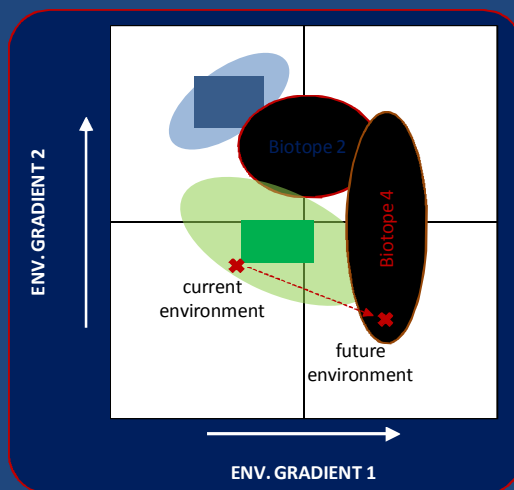 Biotope 2
ENV. GRADIENT 2
Biotope 4
current
environment
future
environment
ENV. GRADIENT 1